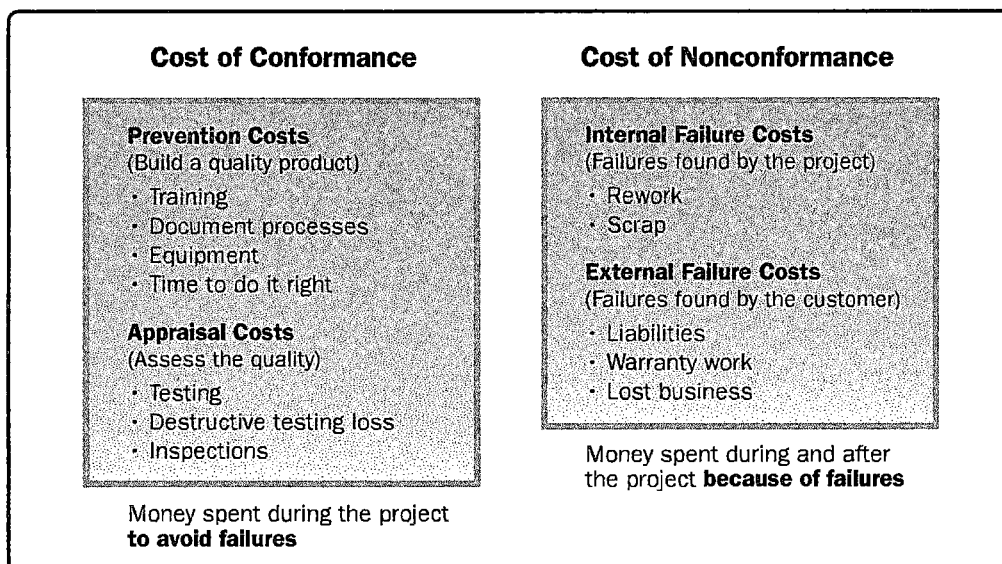 Cost of Conformance
Prevention Costs
(Build a quality product)
· Training
· Document processes
· Equipment
· Time to do it right
Appraisal Costs
(Assess the quality)
· Testing
· Destructive testing loss
· Inspections
Money spent during the project
to avoid failures
Cost of Nonconformance
Internal Failure Costs
(Failures found by the project)
· Rework
· Scrap
External Failure Costs
(Failures found by the customer)
· Liabilities
· Warranty work
· Lost business
Money spent during and after
the project because of failures